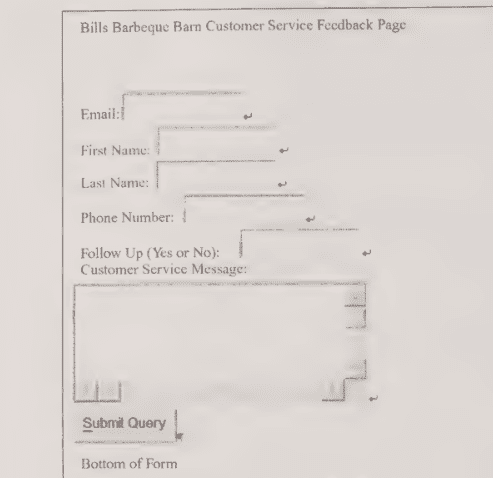 Bills Barbeque Barn Customer Service Feedback Page
Email:
First Name:
Last Name:
Phone Number:
Follow Up (Yes or No):
Customer Service Message:
Submit Query
Bottom of Form